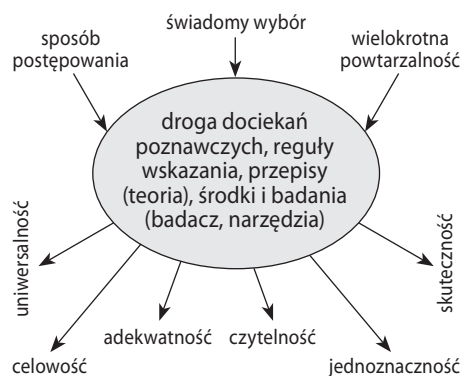 świadomy wybór
sposób
postępowania
wielokrotna
powtarzalność
droga dociekań
poznawczych, reguły
wskazania, przepisy
(teoria), środki i badania
(badacz, narzędzia)
uniwersalność
skuteczność
adekwatność
czytelność
celowość
jednoznaczność